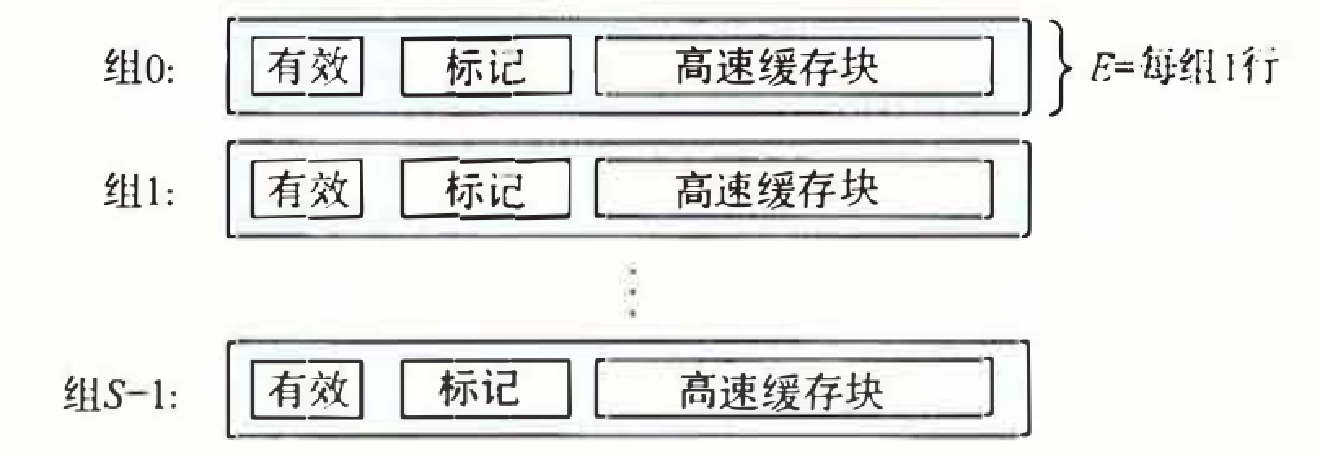 组0: 有效 标记 高速缓存块 E=每组1行
组1: 有效 标记 高速缓存块
组S-1: 有效 标记 高速缓存块